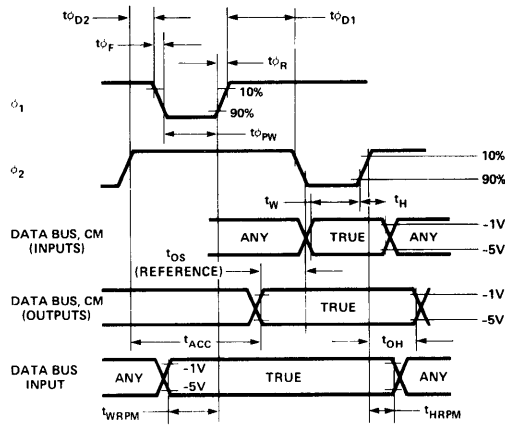 tϕD2
tϕD1
tϕF
tϕR
ϕ1
10%
90%
tϕPW
ϕ2
10%
90%
tW
tH
DATA BUS, CM
(INPUTS)
ANY
TRUE
ANY
-1V
-5V
tOS
(REFERENCE)
DATA BUS, CM
(OUTPUTS)
TRUE
-1V
-5V
tACC
tOH
DATA BUS
INPUT
ANY
-1V
-5V
TRUE
ANY
tWRPM
tHRPM